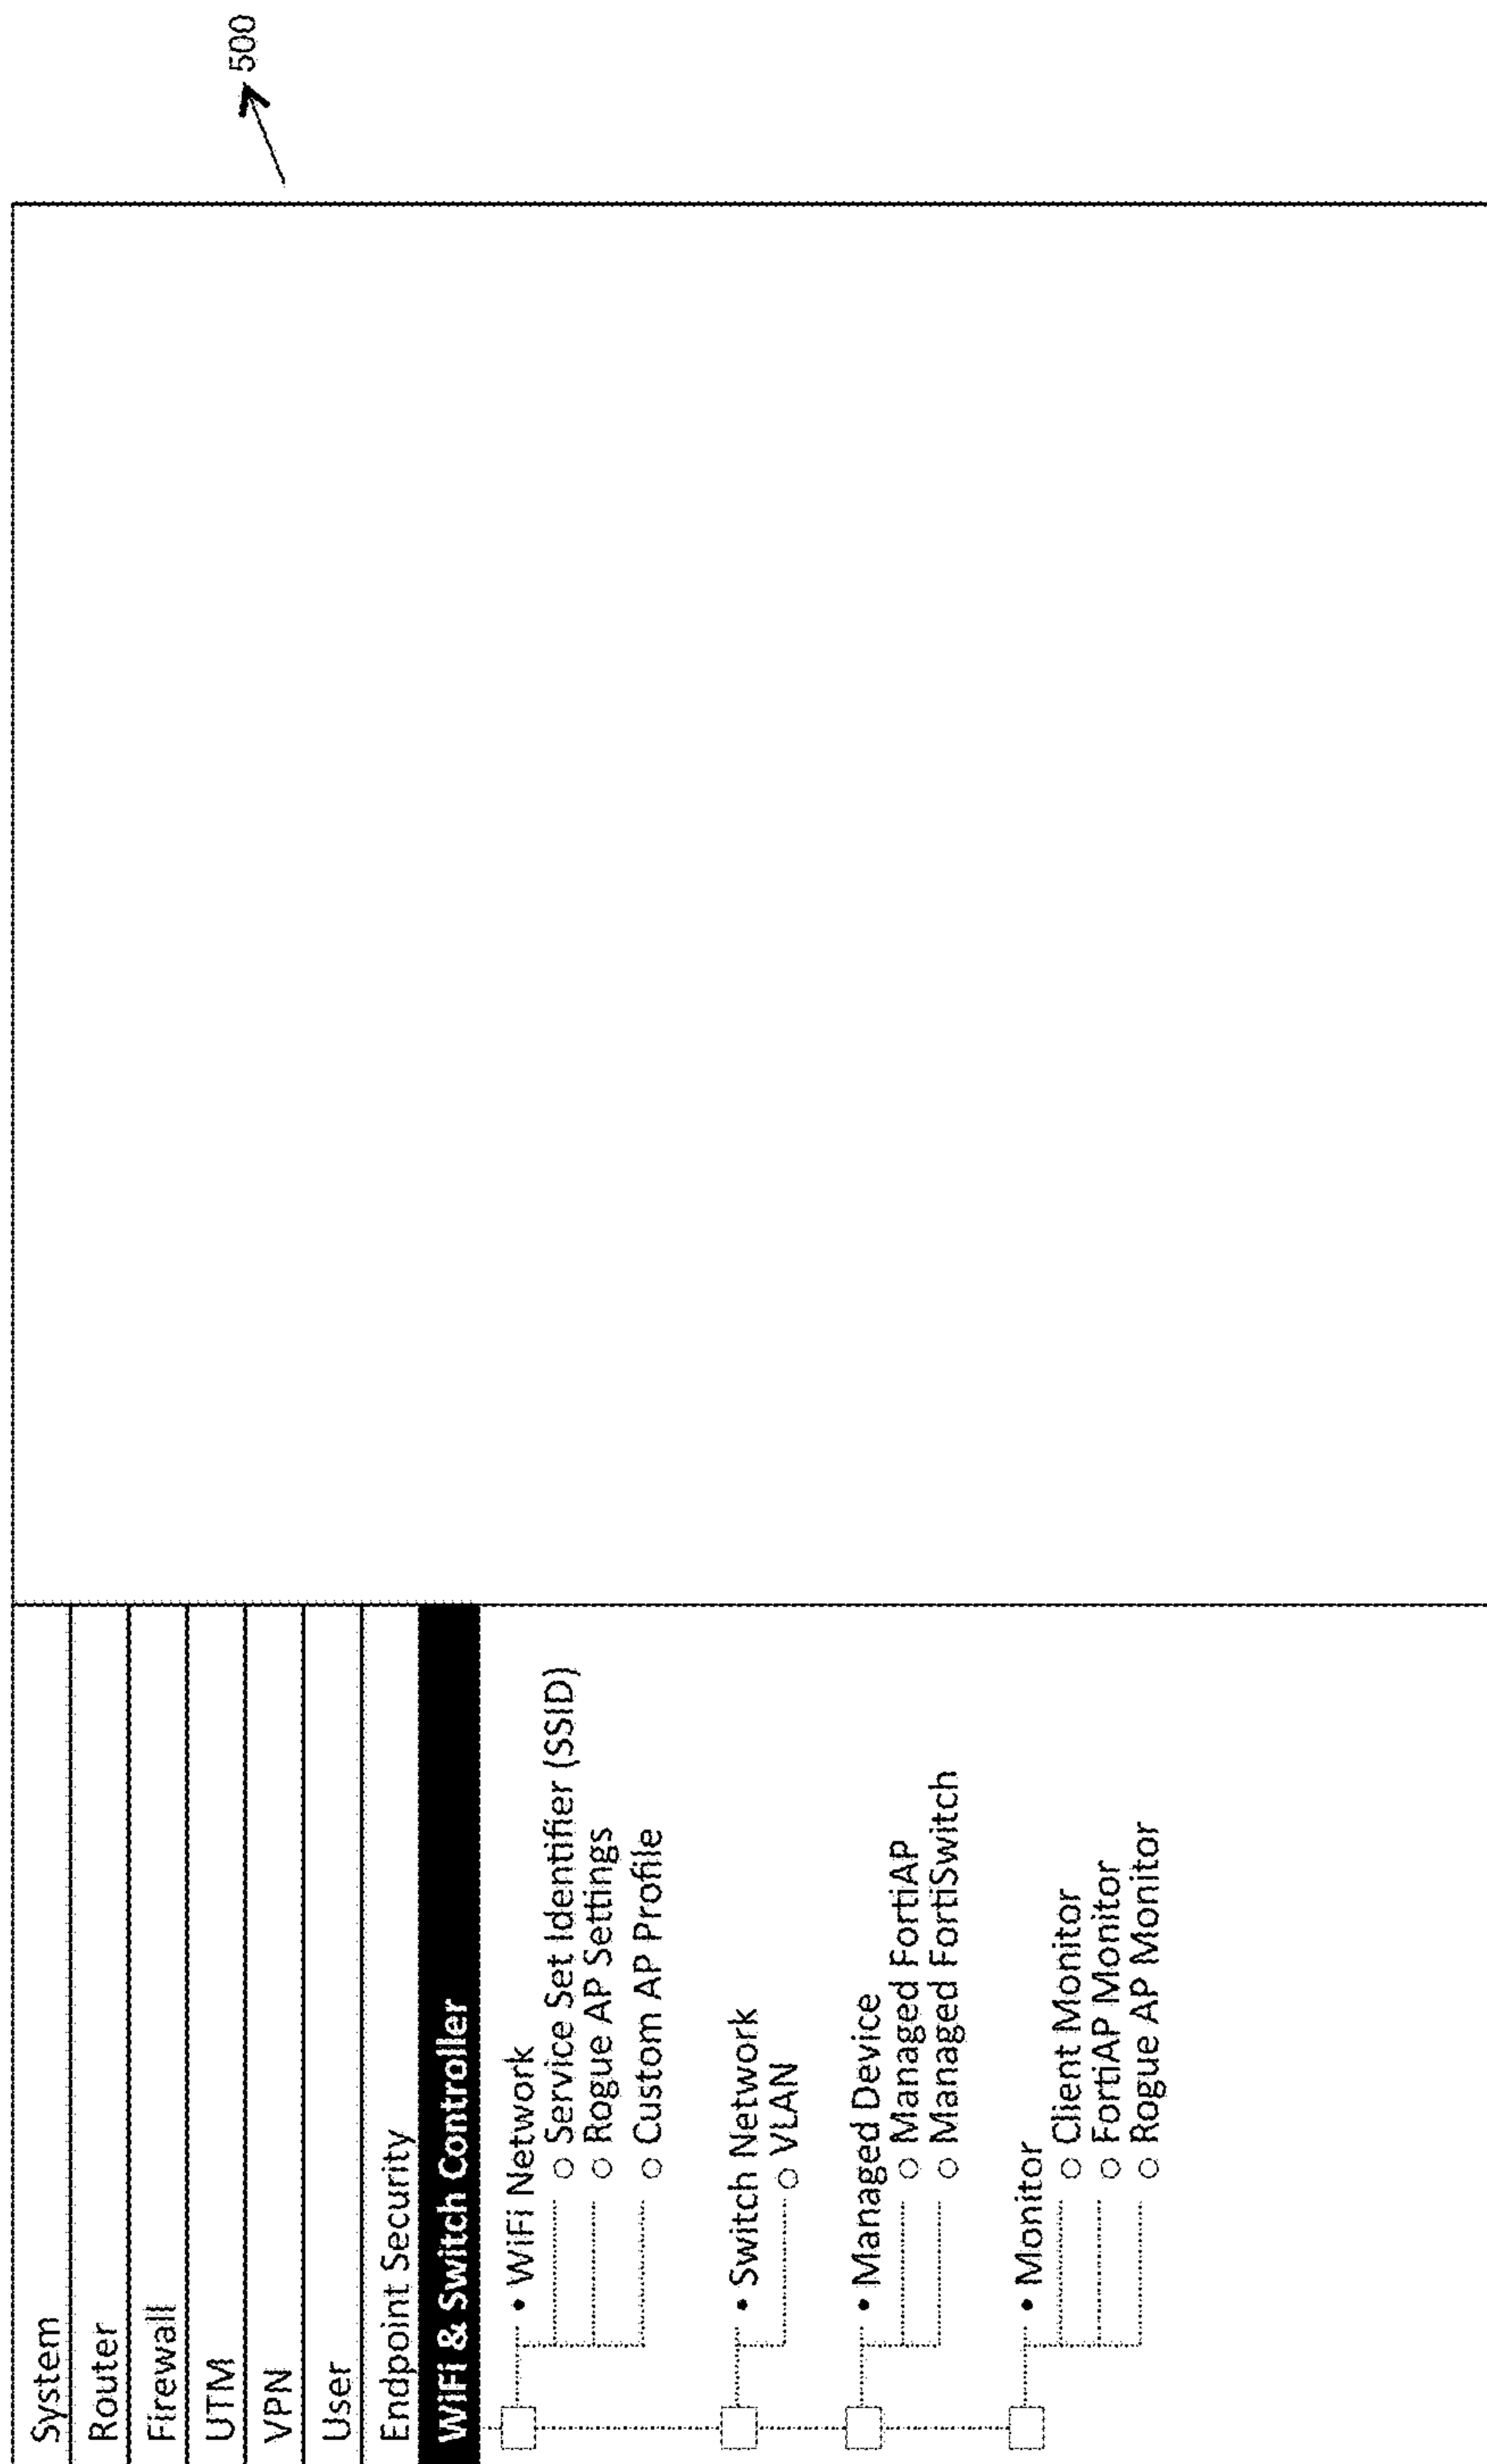 500
System
Router
Firewall
UTM
VPN
User
Endpoint Security
WiFi & Switch Controller
• WiFi Network
○ Service Set Identifier (SSID)
○ Rogue AP Settings
○ Custom AP Profile
• Switch Network
○ VLAN
• Managed Device
○ Managed FortiAP
○ Managed FortiSwitch
• Monitor
○ Client Monitor
○ FortiAP Monitor
○ Rogue AP Monitor